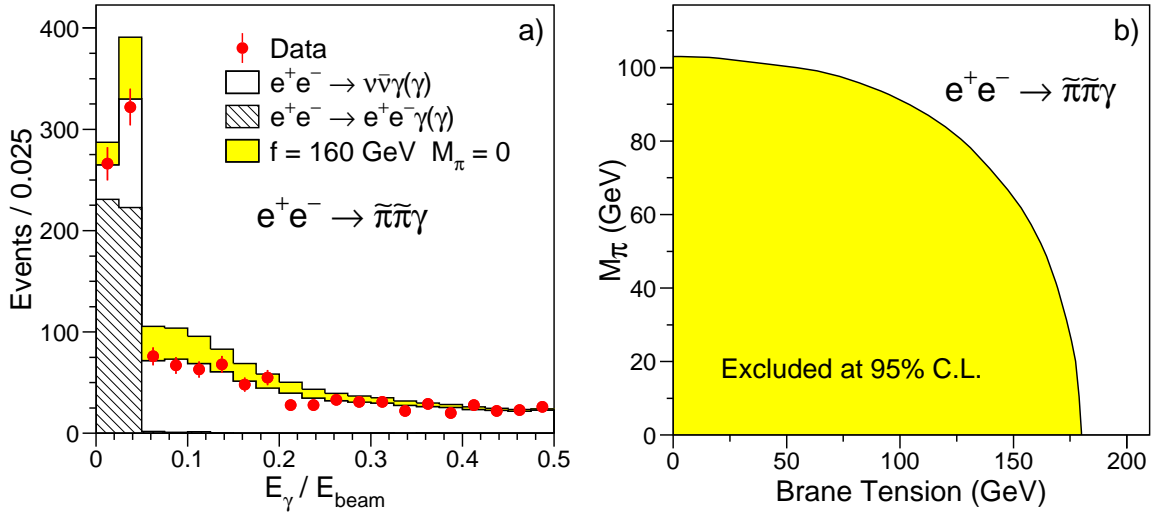 a)
Data
e⁺e⁻ → νν̄γ(γ)
e⁺e⁻ → e⁺e⁻γ(γ)
f = 160 GeV M_π = 0
e⁺e⁻ → π̃π̃γ
Events / 0.025
400
300
200
100
0
0 0.1 0.2 0.3 0.4 0.5
E_γ / E_beam
b)
e⁺e⁻ → π̃π̃γ
Excluded at 95% C.L.
M_π (GeV)
100
80
60
40
20
0
0 50 100 150 200
Brane Tension (GeV)